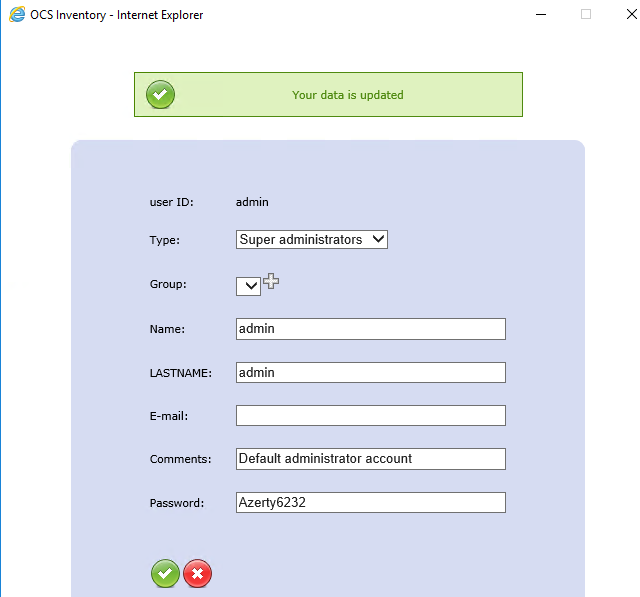 OCS Inventory - Internet Explorer
Your data is updated
user ID: admin
Type: Super administrators
Group:
Name: admin
LASTNAME: admin
E-mail:
Comments: Default administrator account
Password: Azerty6232